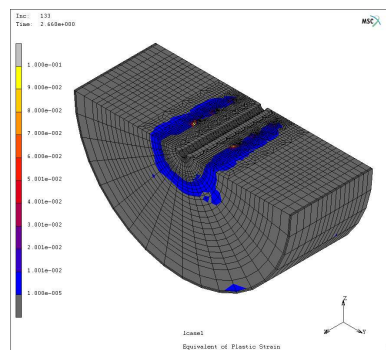 Inc: 133
Time: 2.660e+000
MSC
1.000e-001
9.000e-002
8.000e-002
7.000e-002
6.000e-002
5.001e-002
4.001e-002
3.001e-002
2.001e-002
1.001e-002
1.000e-005
lcase1
Equivalent of Plastic Strain
Z
X
Y